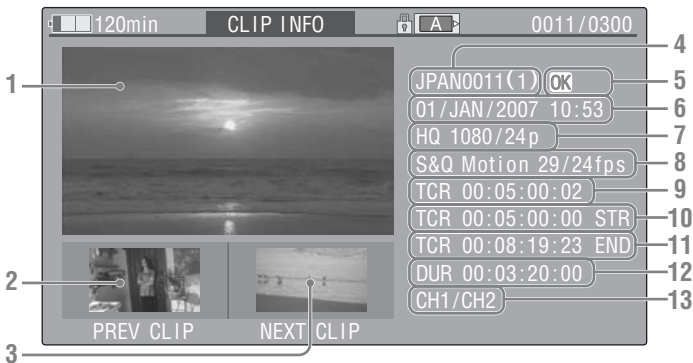 120min CLIP INFO A 0011/0300
1
2
3
PREV CLIP NEXT CLIP
4
JPAN0011(1) OK 5
01/JAN/2007 10:53 6
HQ 1080/24p 7
S&Q Motion 29/24fps 8
TCR 00:05:00:02 9
TCR 00:05:00:00 STR 10
TCR 00:08:19:23 END 11
DUR 00:03:20:00 12
CH1/CH2 13